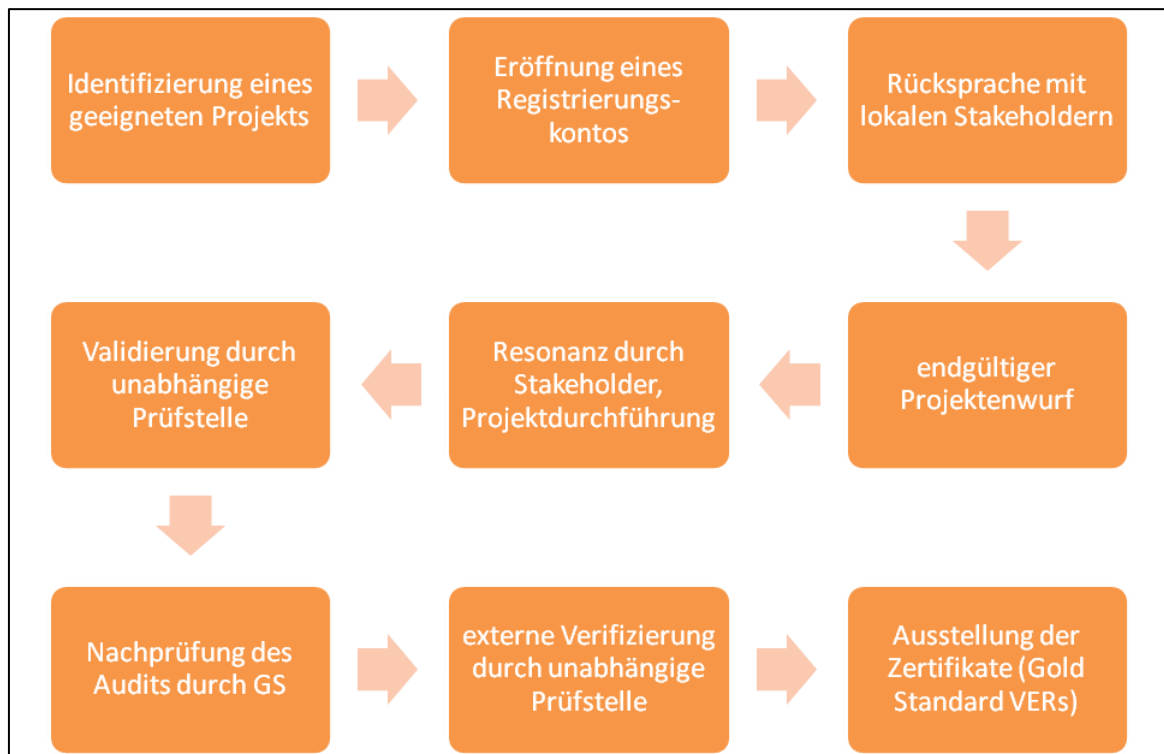 Identifizierung eines
geeigneten Projekts
Eröffnung eines
Registrierungs-
kontos
Rücksprache mit
lokalen Stakeholdern
endgültiger
Projektenwurf
Resonanz durch
Stakeholder,
Projektdurchführung
Validierung durch
unabhängige
Prüfstelle
Nachprüfung des
Audits durch GS
externe Verifizierung
durch unabhängige
Prüfstelle
Ausstellung der
Zertifikate (Gold
Standard VERs)